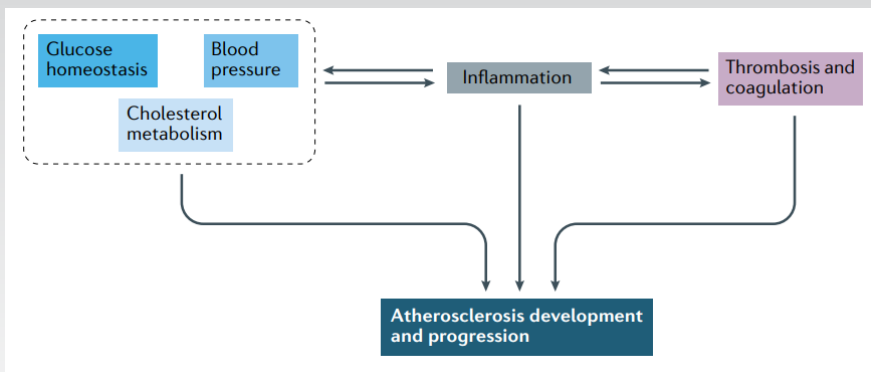 Glucose
homeostasis
Blood
pressure
Cholesterol
metabolism
Inflammation
Thrombosis and
coagulation
Atherosclerosis development
and progression